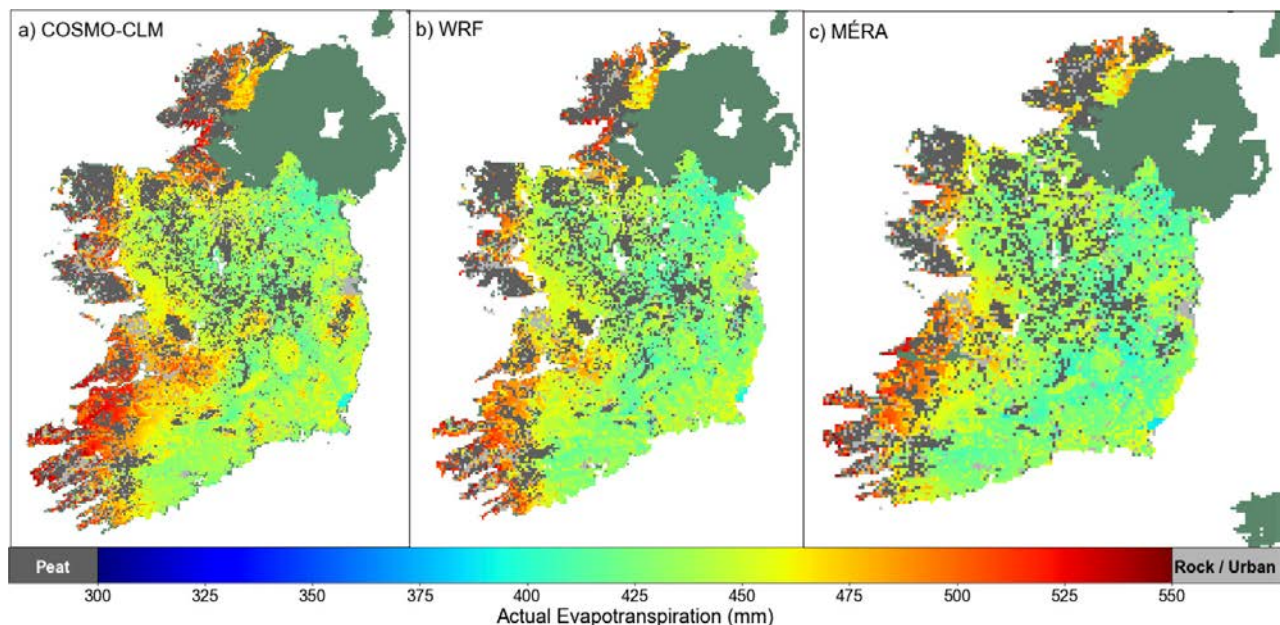 a) COSMO-CLM
b) WRF
c) MÉRA
Peat
Rock / Urban
300 325 350 375 400 425 450 475 500 525 550
Actual Evapotranspiration (mm)